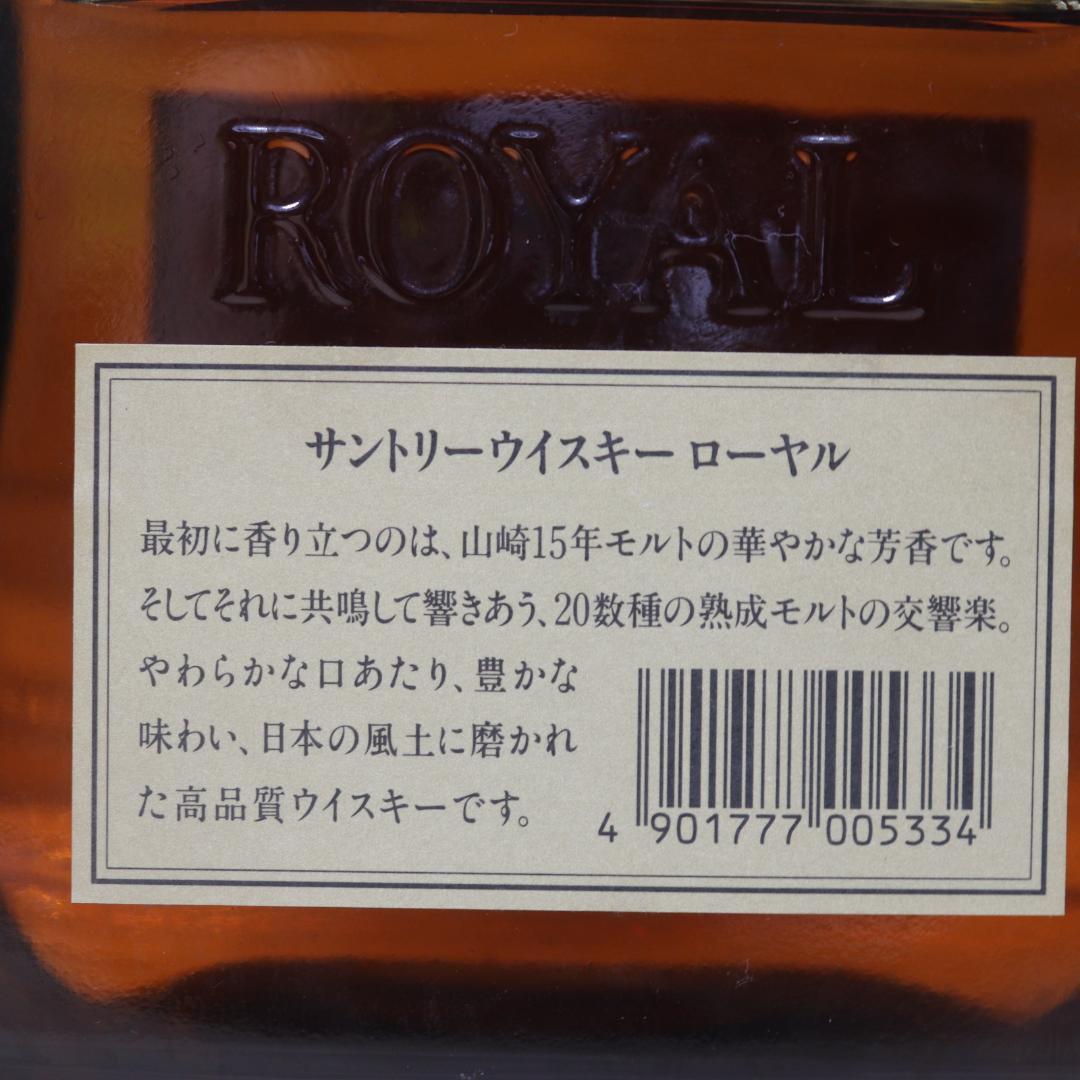 ROYAL
サントリーウイスキー ローヤル
最初に香り立つのは、山崎15年モルトの華やかな芳香です。
そしてそれに共鳴して響きあう、20数種の熟成モルトの交響楽。
やわらかな口あたり、豊かな
味わい、日本の風土に磨かれ
た高品質ウイスキーです。
4 901777 005334